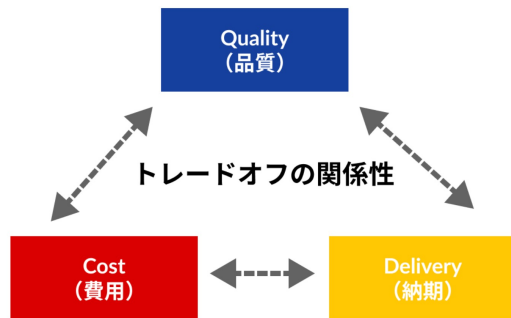 Quality
（品質）
トレードオフの関係性
Cost
（費用）
Delivery
（納期）